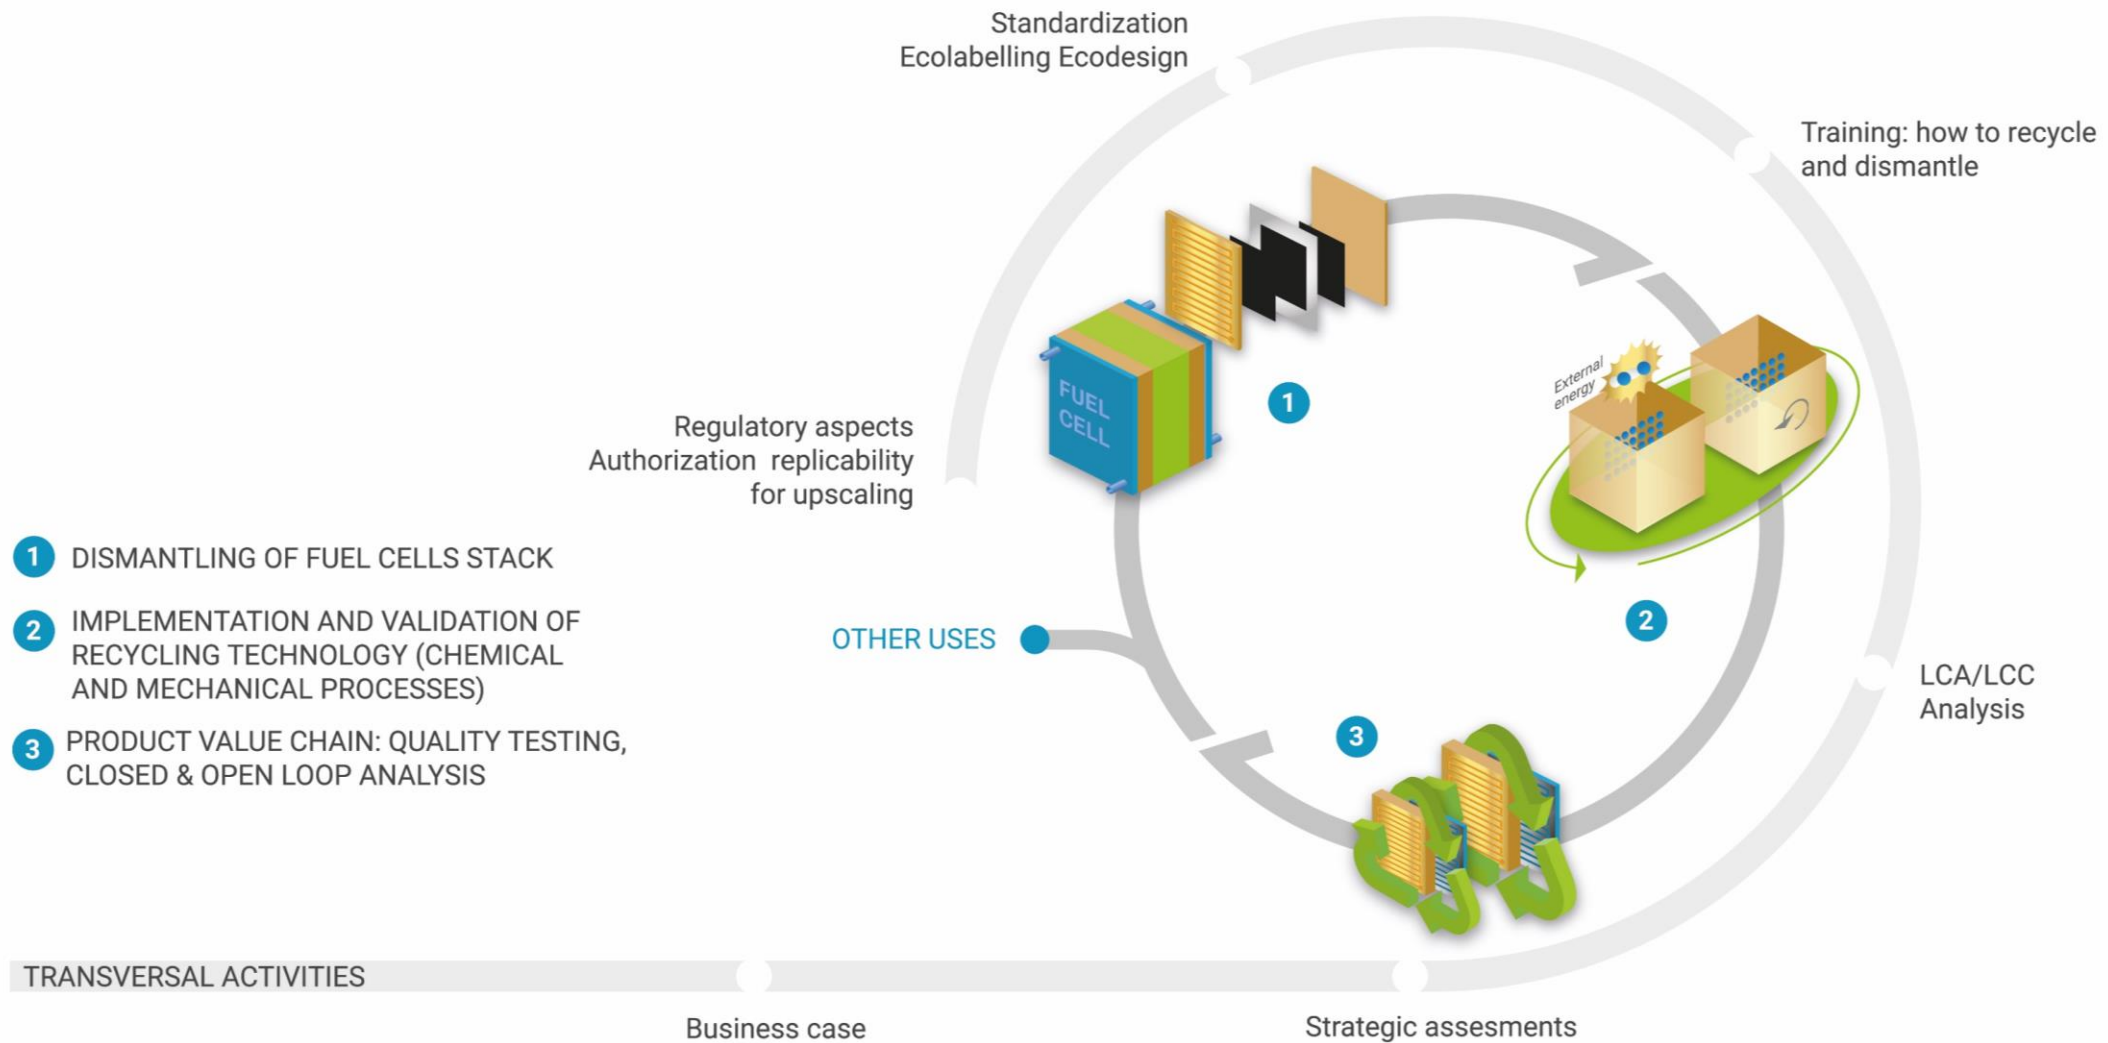 Standardization
Ecolabelling Ecodesign
Training: how to recycle
and dismantle
FUEL
CELL
1
External
energy
Regulatory aspects
Authorization replicability
for upscaling
1 DISMANTLING OF FUEL CELLS STACK
2 IMPLEMENTATION AND VALIDATION OF
RECYCLING TECHNOLOGY (CHEMICAL
AND MECHANICAL PROCESSES)
3 PRODUCT VALUE CHAIN: QUALITY TESTING,
CLOSED & OPEN LOOP ANALYSIS
OTHER USES
2
3
LCA/LCC
Analysis
TRANSVERSAL ACTIVITIES
Business case
Strategic assesments